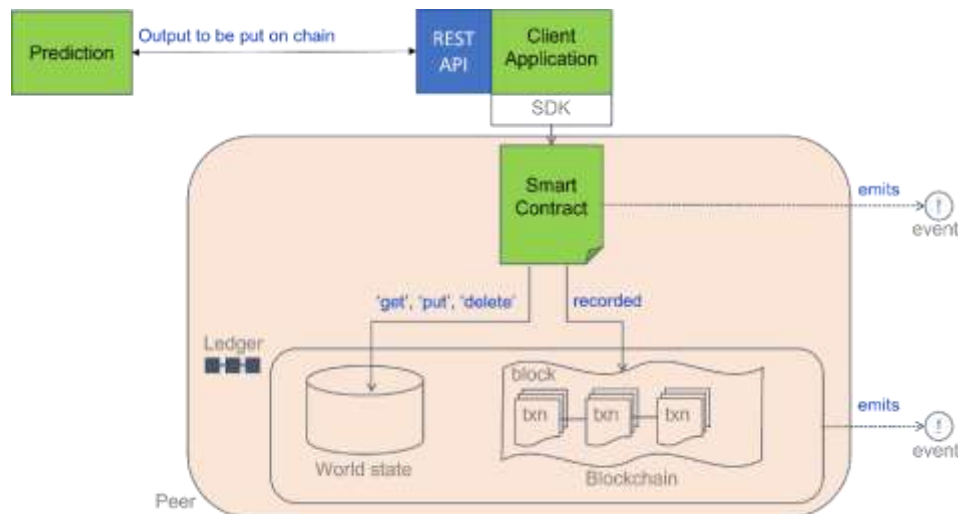 Prediction
Output to be put on chain
REST
API
Client
Application
SDK
Smart
Contract
emits
!
event
'get', 'put', 'delete'
recorded
Ledger
block
txn
txn
txn
World state
Blockchain
emits
!
event
Peer